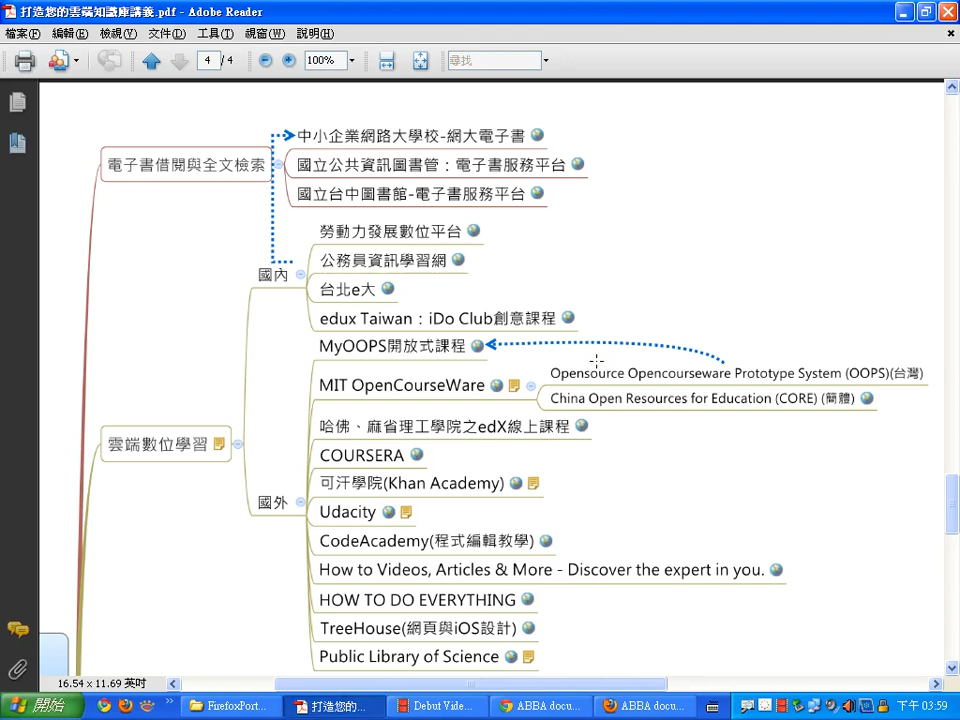 打造您的雲端知識庫講義.pdf - Adobe Reader
檔案(F) 編輯(E) 檢視(V) 文件(D) 工具(T) 視窗(W) 說明(H)
4 / 4 100% 尋找
中小企業網路大學校-網大電子書
電子書借閱與全文檢索
國立公共資訊圖書管：電子書服務平台
國立台中圖書館-電子書服務平台
勞動力發展數位平台
公務員資訊學習網
國內
台北e大
edux Taiwan：iDo Club創意課程
MyOOPS開放式課程
Opensource Opencourseware Prototype System (OOPS)(台灣)
MIT OpenCourseWare
China Open Resources for Education (CORE) (簡體)
哈佛、麻省理工學院之edX線上課程
雲端數位學習
COURSERA
可汗學院(Khan Academy)
國外
Udacity
CodeAcademy(程式編輯教學)
How to Videos, Articles & More - Discover the expert in you.
HOW TO DO EVERYTHING
TreeHouse(網頁與iOS設計)
Public Library of Science
16.54 x 11.69 英吋
開始 FirefoxPort... 打造您的... Debut Vide... ABBA docu... ABBA docu... 下午 03:59